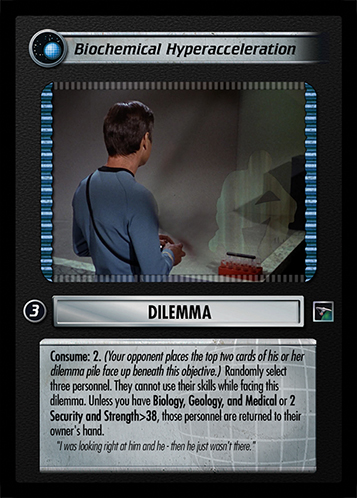 Biochemical Hyperacceleration
3
DILEMMA
Consume: 2. (Your opponent places the top two cards of his or her
dilemma pile face up beneath this objective.) Randomly select
three personnel. They cannot use their skills while facing this
dilemma. Unless you have Biology, Geology, and Medical or 2
Security and Strength>38, those personnel are returned to their
owner's hand.
"I was looking right at him and he - then he just wasn't there."